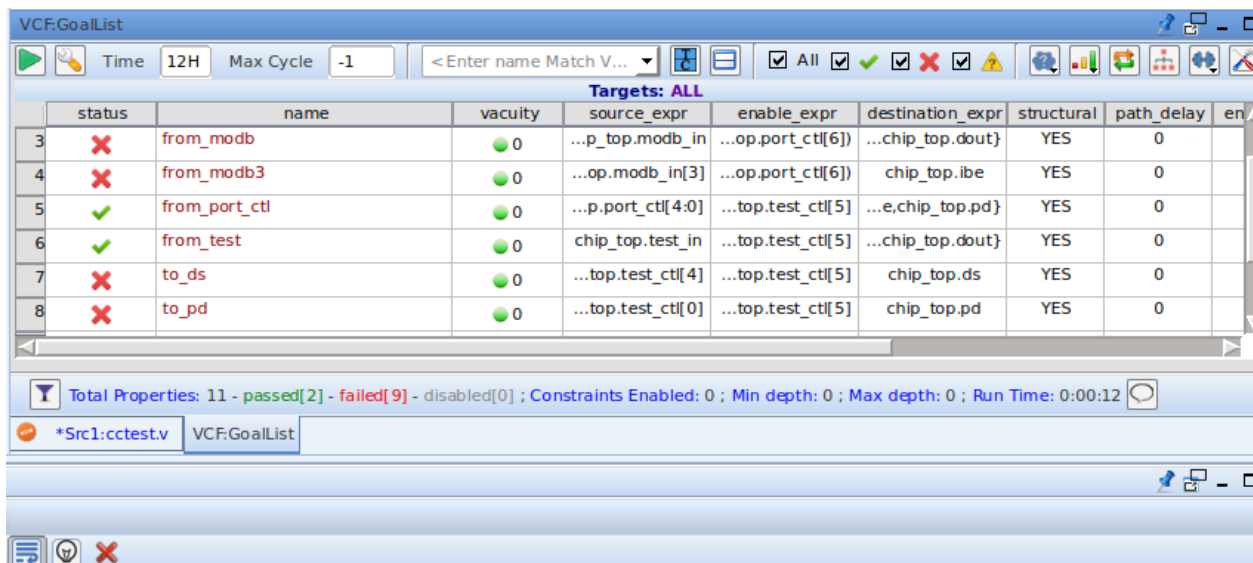 VCF:GoalList
Time 12H Max Cycle -1 <Enter name Match V... All
Targets: ALL
status name vacuity source_expr enable_expr destination_expr structural path_delay en
3 from_modb 0 ...p_top.modb_in ...op.port_ctl[6]) ...chip_top.dout} YES 0
4 from_modb3 0 ...op.modb_in[3] ...op.port_ctl[6]) chip_top.ibe YES 0
5 from_port_ctl 0 ...p.port_ctl[4:0] ...top.test_ctl[5] ...e,chip_top.pd} YES 0
6 from_test 0 chip_top.test_in ...top.test_ctl[5] ...chip_top.dout} YES 0
7 to_ds 0 ...top.test_ctl[4] ...top.test_ctl[5] chip_top.ds YES 0
8 to_pd 0 ...top.test_ctl[0] ...top.test_ctl[5] chip_top.pd YES 0
Total Properties: 11 - passed[2] - failed[9] - disabled[0] ; Constraints Enabled: 0 ; Min depth: 0 ; Max depth: 0 ; Run Time: 0:00:12
*Src1:cctest.v VCF:GoalList